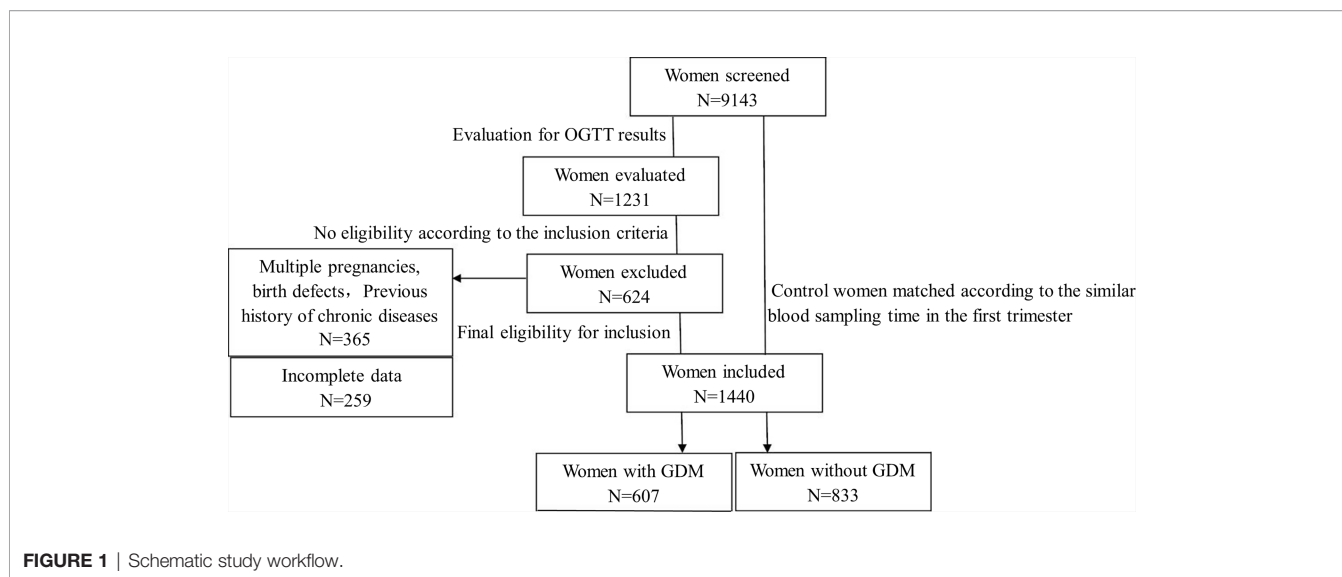 Women screened
N=9143
Evaluation for OGTT results
Women evaluated
N=1231
No eligibility according to the inclusion criteria
Multiple pregnancies,
birth defects，Previous
history of chronic diseases
N=365
Women excluded
N=624
Control women matched according to the similar
blood sampling time in the first trimester
Final eligibility for inclusion
Incomplete data
N=259
Women included
N=1440
Women with GDM
N=607
Women without GDM
N=833
FIGURE 1 | Schematic study workflow.